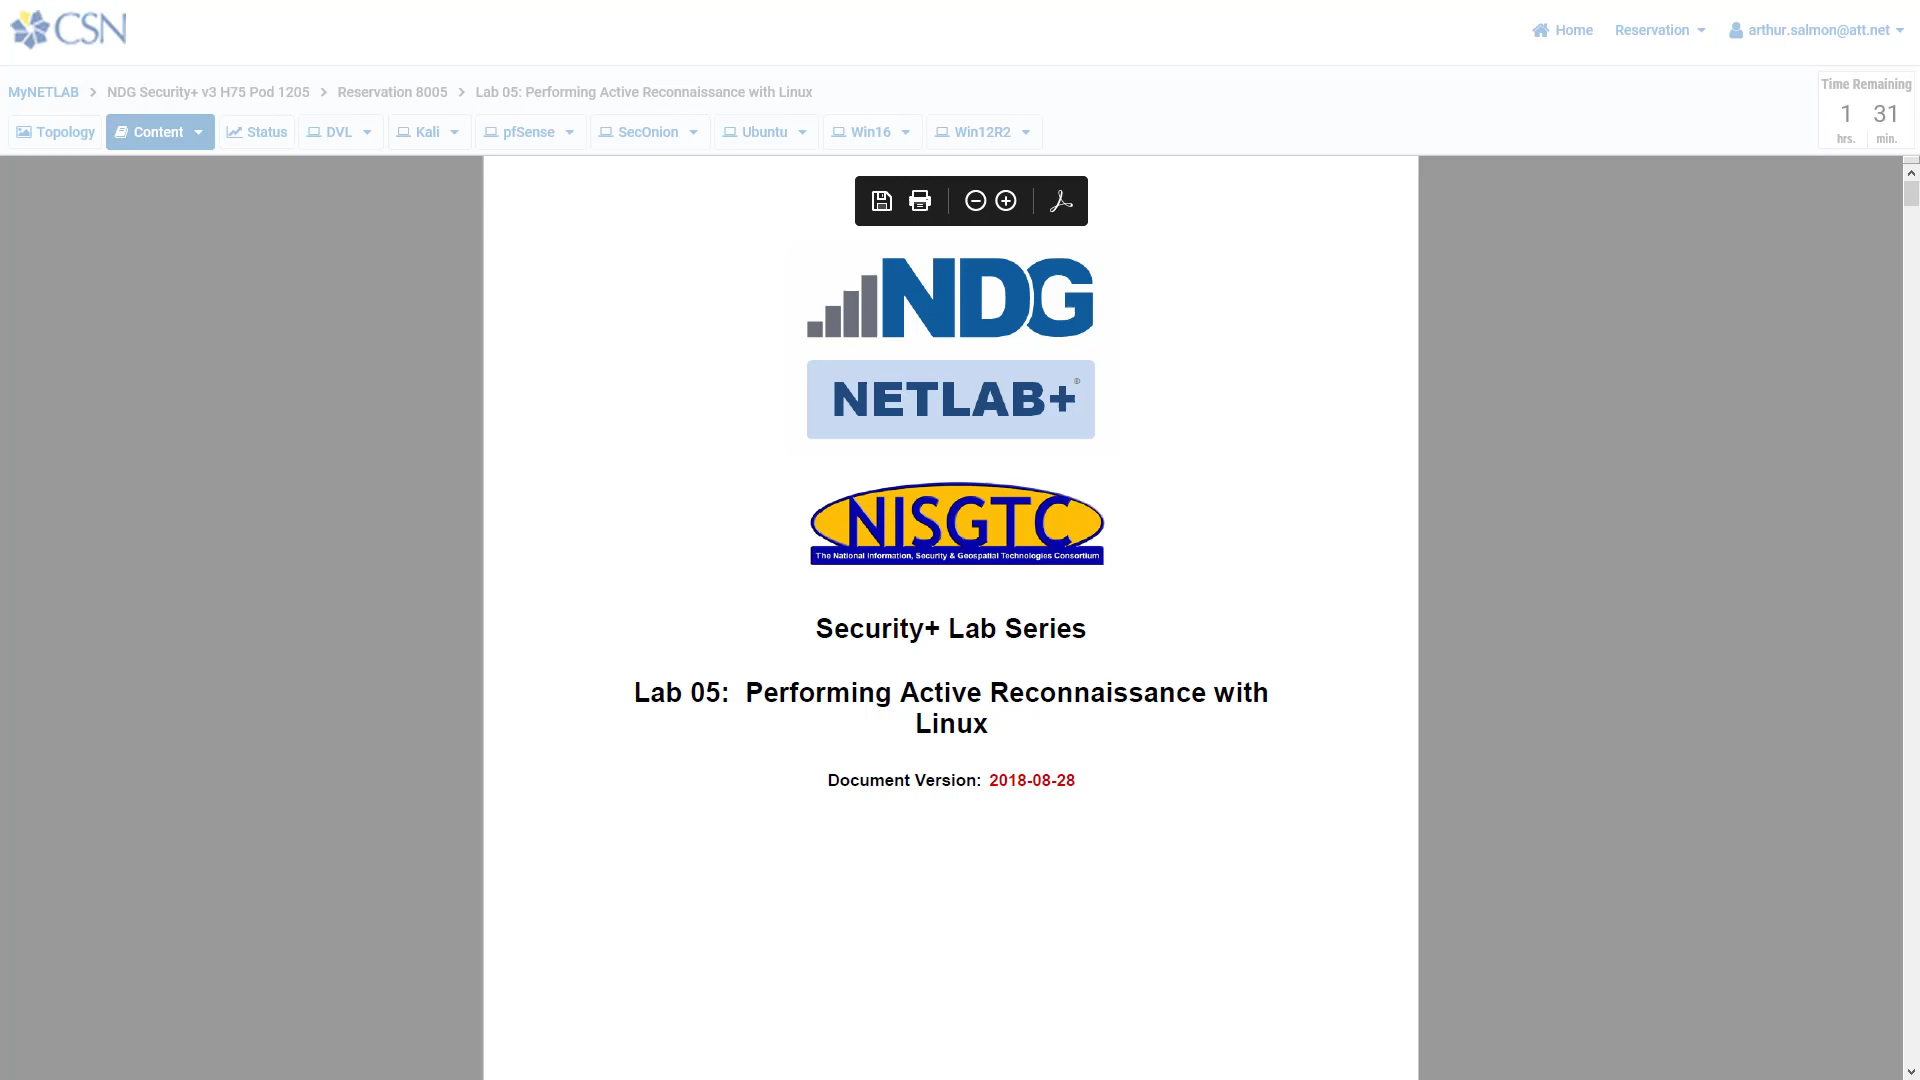 CSN
Home
Reservation
arthur.salmon@att.net
MyNETLAB
NDG Security+ v3 H75 Pod 1205
Reservation 8005
Lab 05: Performing Active Reconnaissance with Linux
Time Remaining
1 31
hrs. min.
Topology
Content
Status
DVL
Kali
pfSense
SecOnion
Ubuntu
Win16
Win12R2
NDG
NETLAB+®
NISGTC
The National Information, Security & Geospatial Technologies Consortium
Security+ Lab Series
Lab 05: Performing Active Reconnaissance with
Linux
Document Version: 2018-08-28